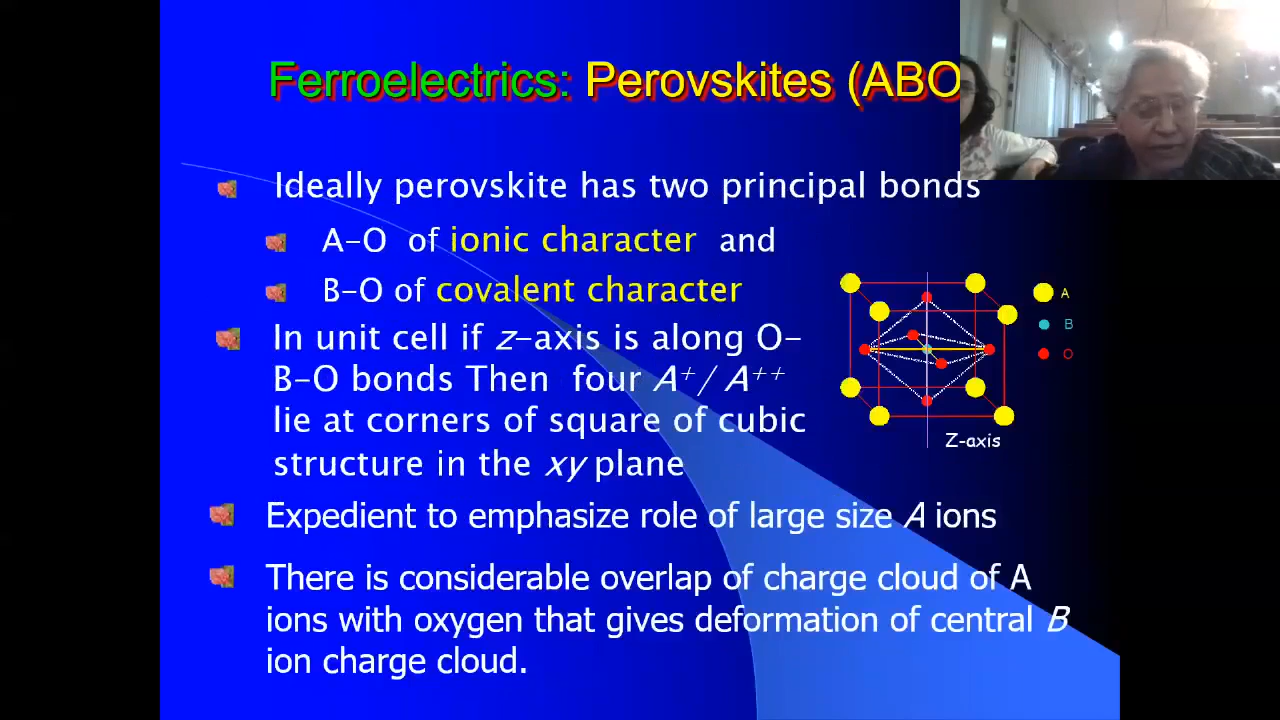 Ferroelectrics: Perovskites (ABO
Ideally perovskite has two principal bonds
A-O of ionic character and
B-O of covalent character
In unit cell if z-axis is along O-
B-O bonds Then four A⁺/ A⁺⁺
lie at corners of square of cubic
structure in the xy plane
Expedient to emphasize role of large size A ions
There is considerable overlap of charge cloud of A
ions with oxygen that gives deformation of central B
ion charge cloud.
A
B
O
Z-axis